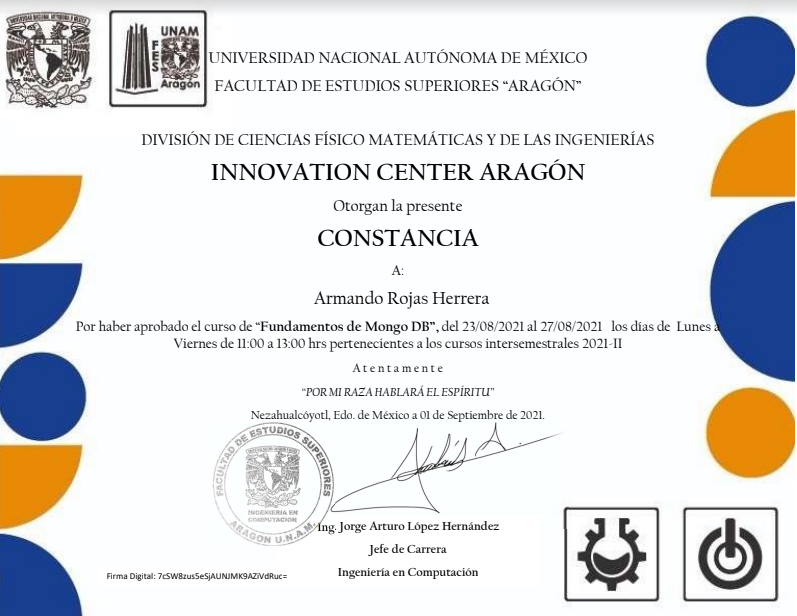 UNAM
FES
Aragón
UNIVERSIDAD NACIONAL AUTÓNOMA DE MÉXICO
FACULTAD DE ESTUDIOS SUPERIORES “ARAGÓN”
DIVISIÓN DE CIENCIAS FÍSICO MATEMÁTICAS Y DE LAS INGENIERÍAS
INNOVATION CENTER ARAGÓN
Otorgan la presente
CONSTANCIA
A:
Armando Rojas Herrera
Por haber aprobado el curso de “Fundamentos de Mongo DB”, del 23/08/2021 al 27/08/2021 los días de Lunes a
Viernes de 11:00 a 13:00 hrs pertenecientes a los cursos intersemestrales 2021-II
Atentamente
“POR MI RAZA HABLARÁ EL ESPÍRITU”
Nezahualcóyotl, Edo. de México a 01 de Septiembre de 2021.
FACULTAD DE ESTUDIOS SUPERIORES
INGENIERIA EN
COMPUTACION
ARAGON U.N.A.M.
Ing. Jorge Arturo López Hernández
Jefe de Carrera
Ingeniería en Computación
Firma Digital: 7cSW8zus5eSjAUNJMK9AZiVdRuc=